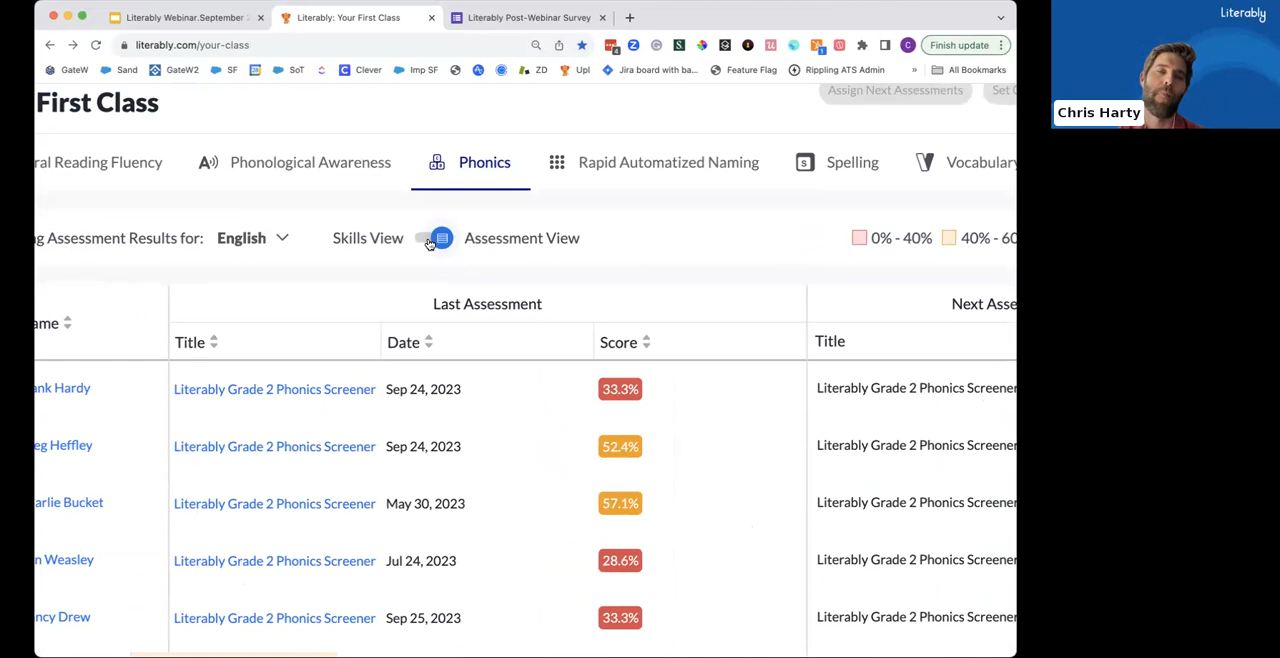 Literably Webinar.September
Literably: Your First Class
Literably Post-Webinar Survey
Literably
literably.com/your-class
Finish update
GateW
Sand
GateW2
SF
SoT
Clever
Imp SF
ZD
Upl
Jira board with ba...
Feature Flag
Rippling ATS Admin
»
All Bookmarks
Chris Harty
First Class
Assign Next Assessments
Set
ral Reading Fluency
Phonological Awareness
Phonics
Rapid Automatized Naming
Spelling
Vocabulary
g Assessment Results for: English
Skills View
Assessment View
0% - 40%
40% - 60
ame
Last Assessment
Next Asse
Title
Date
Score
Title
ank Hardy
Literably Grade 2 Phonics Screener
Sep 24, 2023
33.3%
Literably Grade 2 Phonics Screener
eg Heffley
Literably Grade 2 Phonics Screener
Sep 24, 2023
52.4%
Literably Grade 2 Phonics Screener
arlie Bucket
Literably Grade 2 Phonics Screener
May 30, 2023
57.1%
Literably Grade 2 Phonics Screener
n Weasley
Literably Grade 2 Phonics Screener
Jul 24, 2023
28.6%
Literably Grade 2 Phonics Screener
ncy Drew
Literably Grade 2 Phonics Screener
Sep 25, 2023
33.3%
Literably Grade 2 Phonics Screener